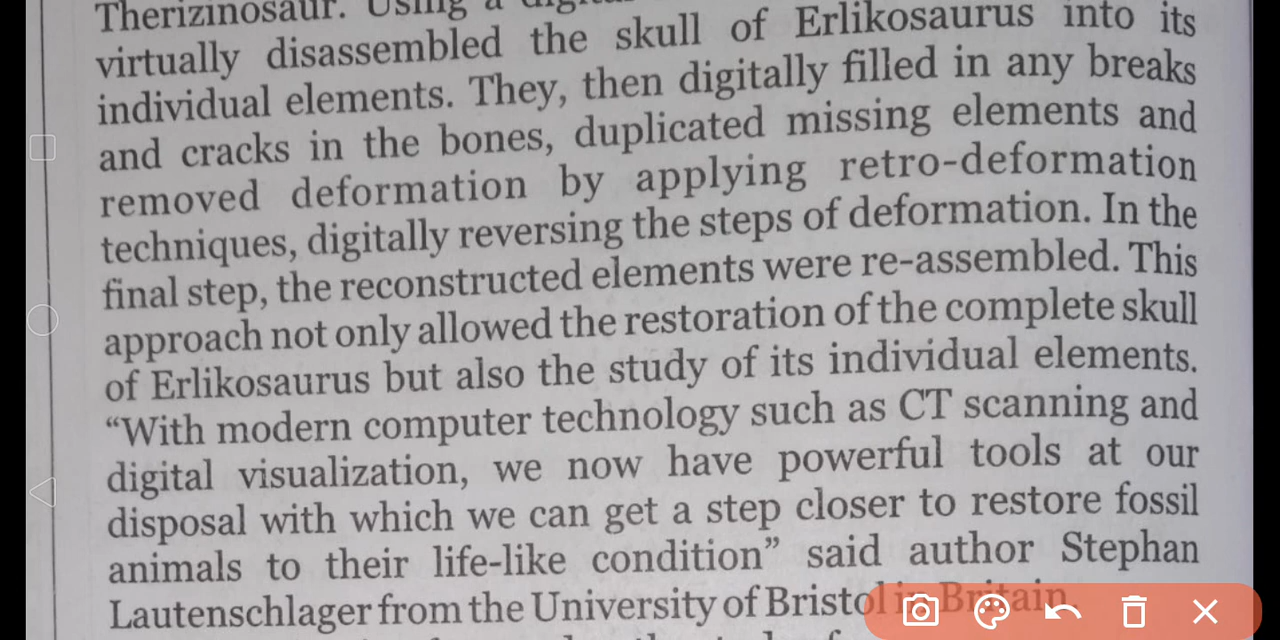 Therizinosaur. Using a
virtually disassembled the skull of Erlikosaurus into its
individual elements. They, then digitally filled in any breaks
and cracks in the bones, duplicated missing elements and
removed deformation by applying retro-deformation
techniques, digitally reversing the steps of deformation. In the
final step, the reconstructed elements were re-assembled. This
approach not only allowed the restoration of the complete skull
of Erlikosaurus but also the study of its individual elements.
“With modern computer technology such as CT scanning and
digital visualization, we now have powerful tools at our
disposal with which we can get a step closer to restore fossil
animals to their life-like condition” said author Stephan
Lautenschlager from the University of Bristol in Britain